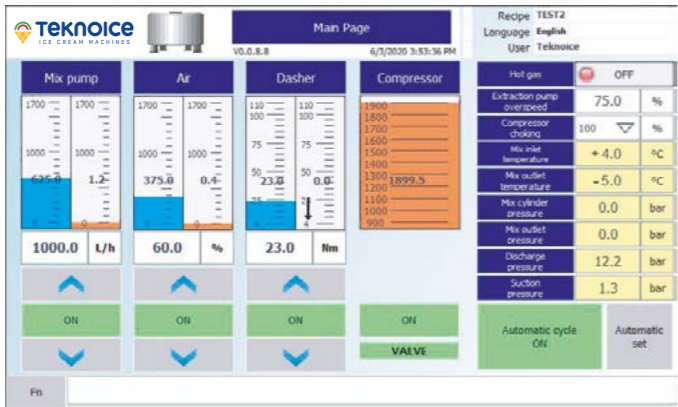 TEKNOICE
ICE CREAM MACHINES
Main Page
V0.0.8.8
6/3/2020 3:53:36 PM
Recipe TEST2
Language English
User Teknoice
Mix pump
Air
Dasher
Compressor
1700 1700
1000 1000
625.0 1.2
0 0
1000.0 L/h
ON
1700 1700
1000 1000
375.0 0.4
0 0
60.0 %
ON
110 110
100 100
75 75
50 50
23.0 0.0
25
4
23.0 Nm
ON
1900
1800
1700
1600
1500
1400
1300
1899.5
1200
1100
1000
900
ON
VALVE
Hot gas OFF
Extraction pump overspeed 75.0 %
Compressor choking 100 %
Mix inlet temperature +4.0 °C
Mix outlet temperature -5.0 °C
Mix cylinder pressure 0.0 bar
Mix outlet pressure 0.0 bar
Discharge pressure 12.2 bar
Suction pressure 1.3 bar
Automatic cycle
ON
Automatic
set
Fn